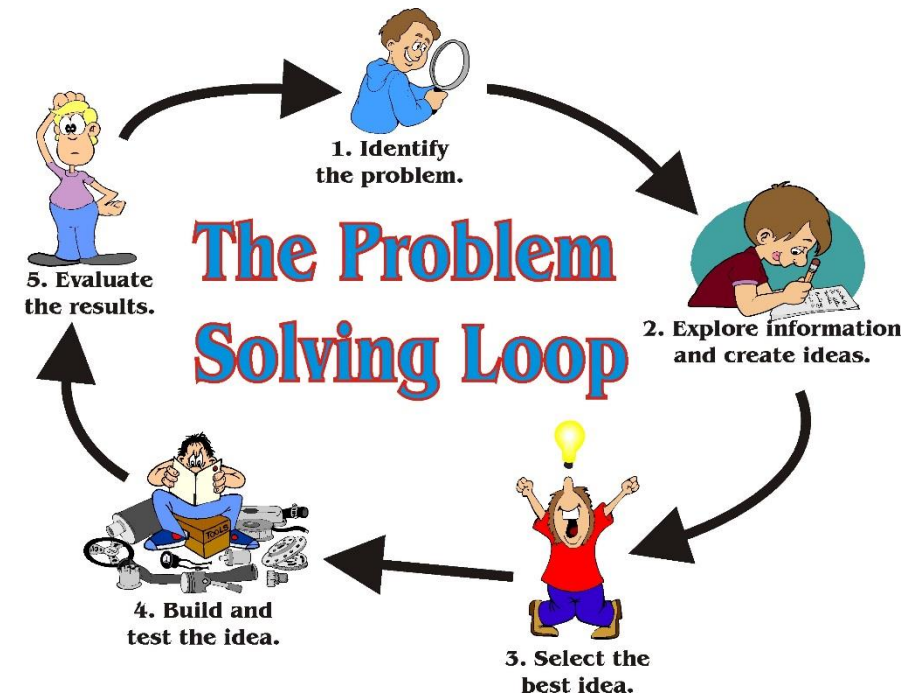 The Problem
Solving Loop
1. Identify
the problem.
2. Explore information
and create ideas.
3. Select the
best idea.
4. Build and
test the idea.
5. Evaluate
the results.
TOOLS